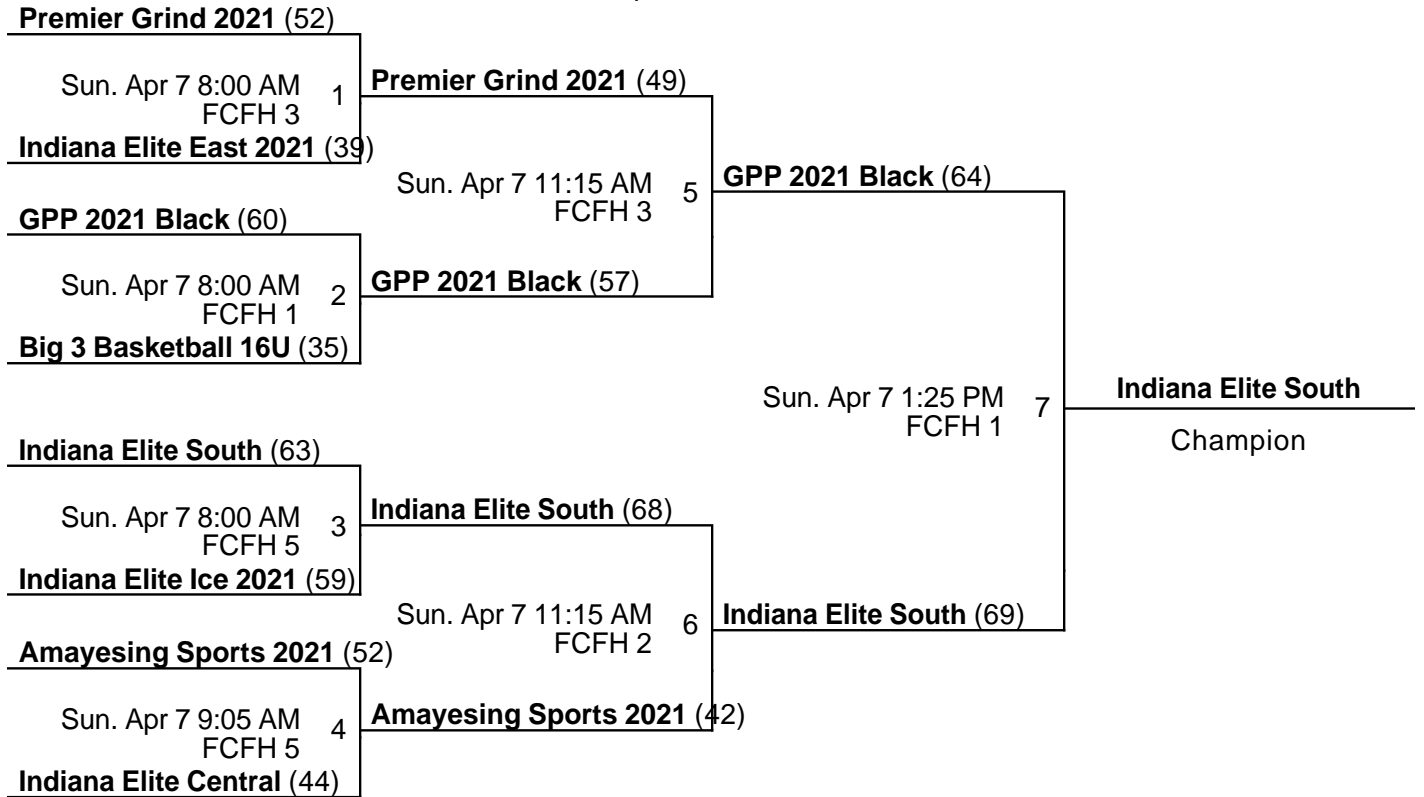 Premier Grind 2021 (52)
Sun. Apr 7 8:00 AM 1
FCFH 3
Indiana Elite East 2021 (39)
Premier Grind 2021 (49)
Sun. Apr 7 11:15 AM 5
FCFH 3
GPP 2021 Black (60)
Sun. Apr 7 8:00 AM 2
FCFH 1
Big 3 Basketball 16U (35)
GPP 2021 Black (57)
GPP 2021 Black (64)
Sun. Apr 7 1:25 PM 7
FCFH 1
Indiana Elite South
Champion
Indiana Elite South (63)
Sun. Apr 7 8:00 AM 3
FCFH 5
Indiana Elite Ice 2021 (59)
Indiana Elite South (68)
Sun. Apr 7 11:15 AM 6
FCFH 2
Indiana Elite South (69)
Amayesing Sports 2021 (52)
Sun. Apr 7 9:05 AM 4
FCFH 5
Indiana Elite Central (44)
Amayesing Sports 2021 (42)